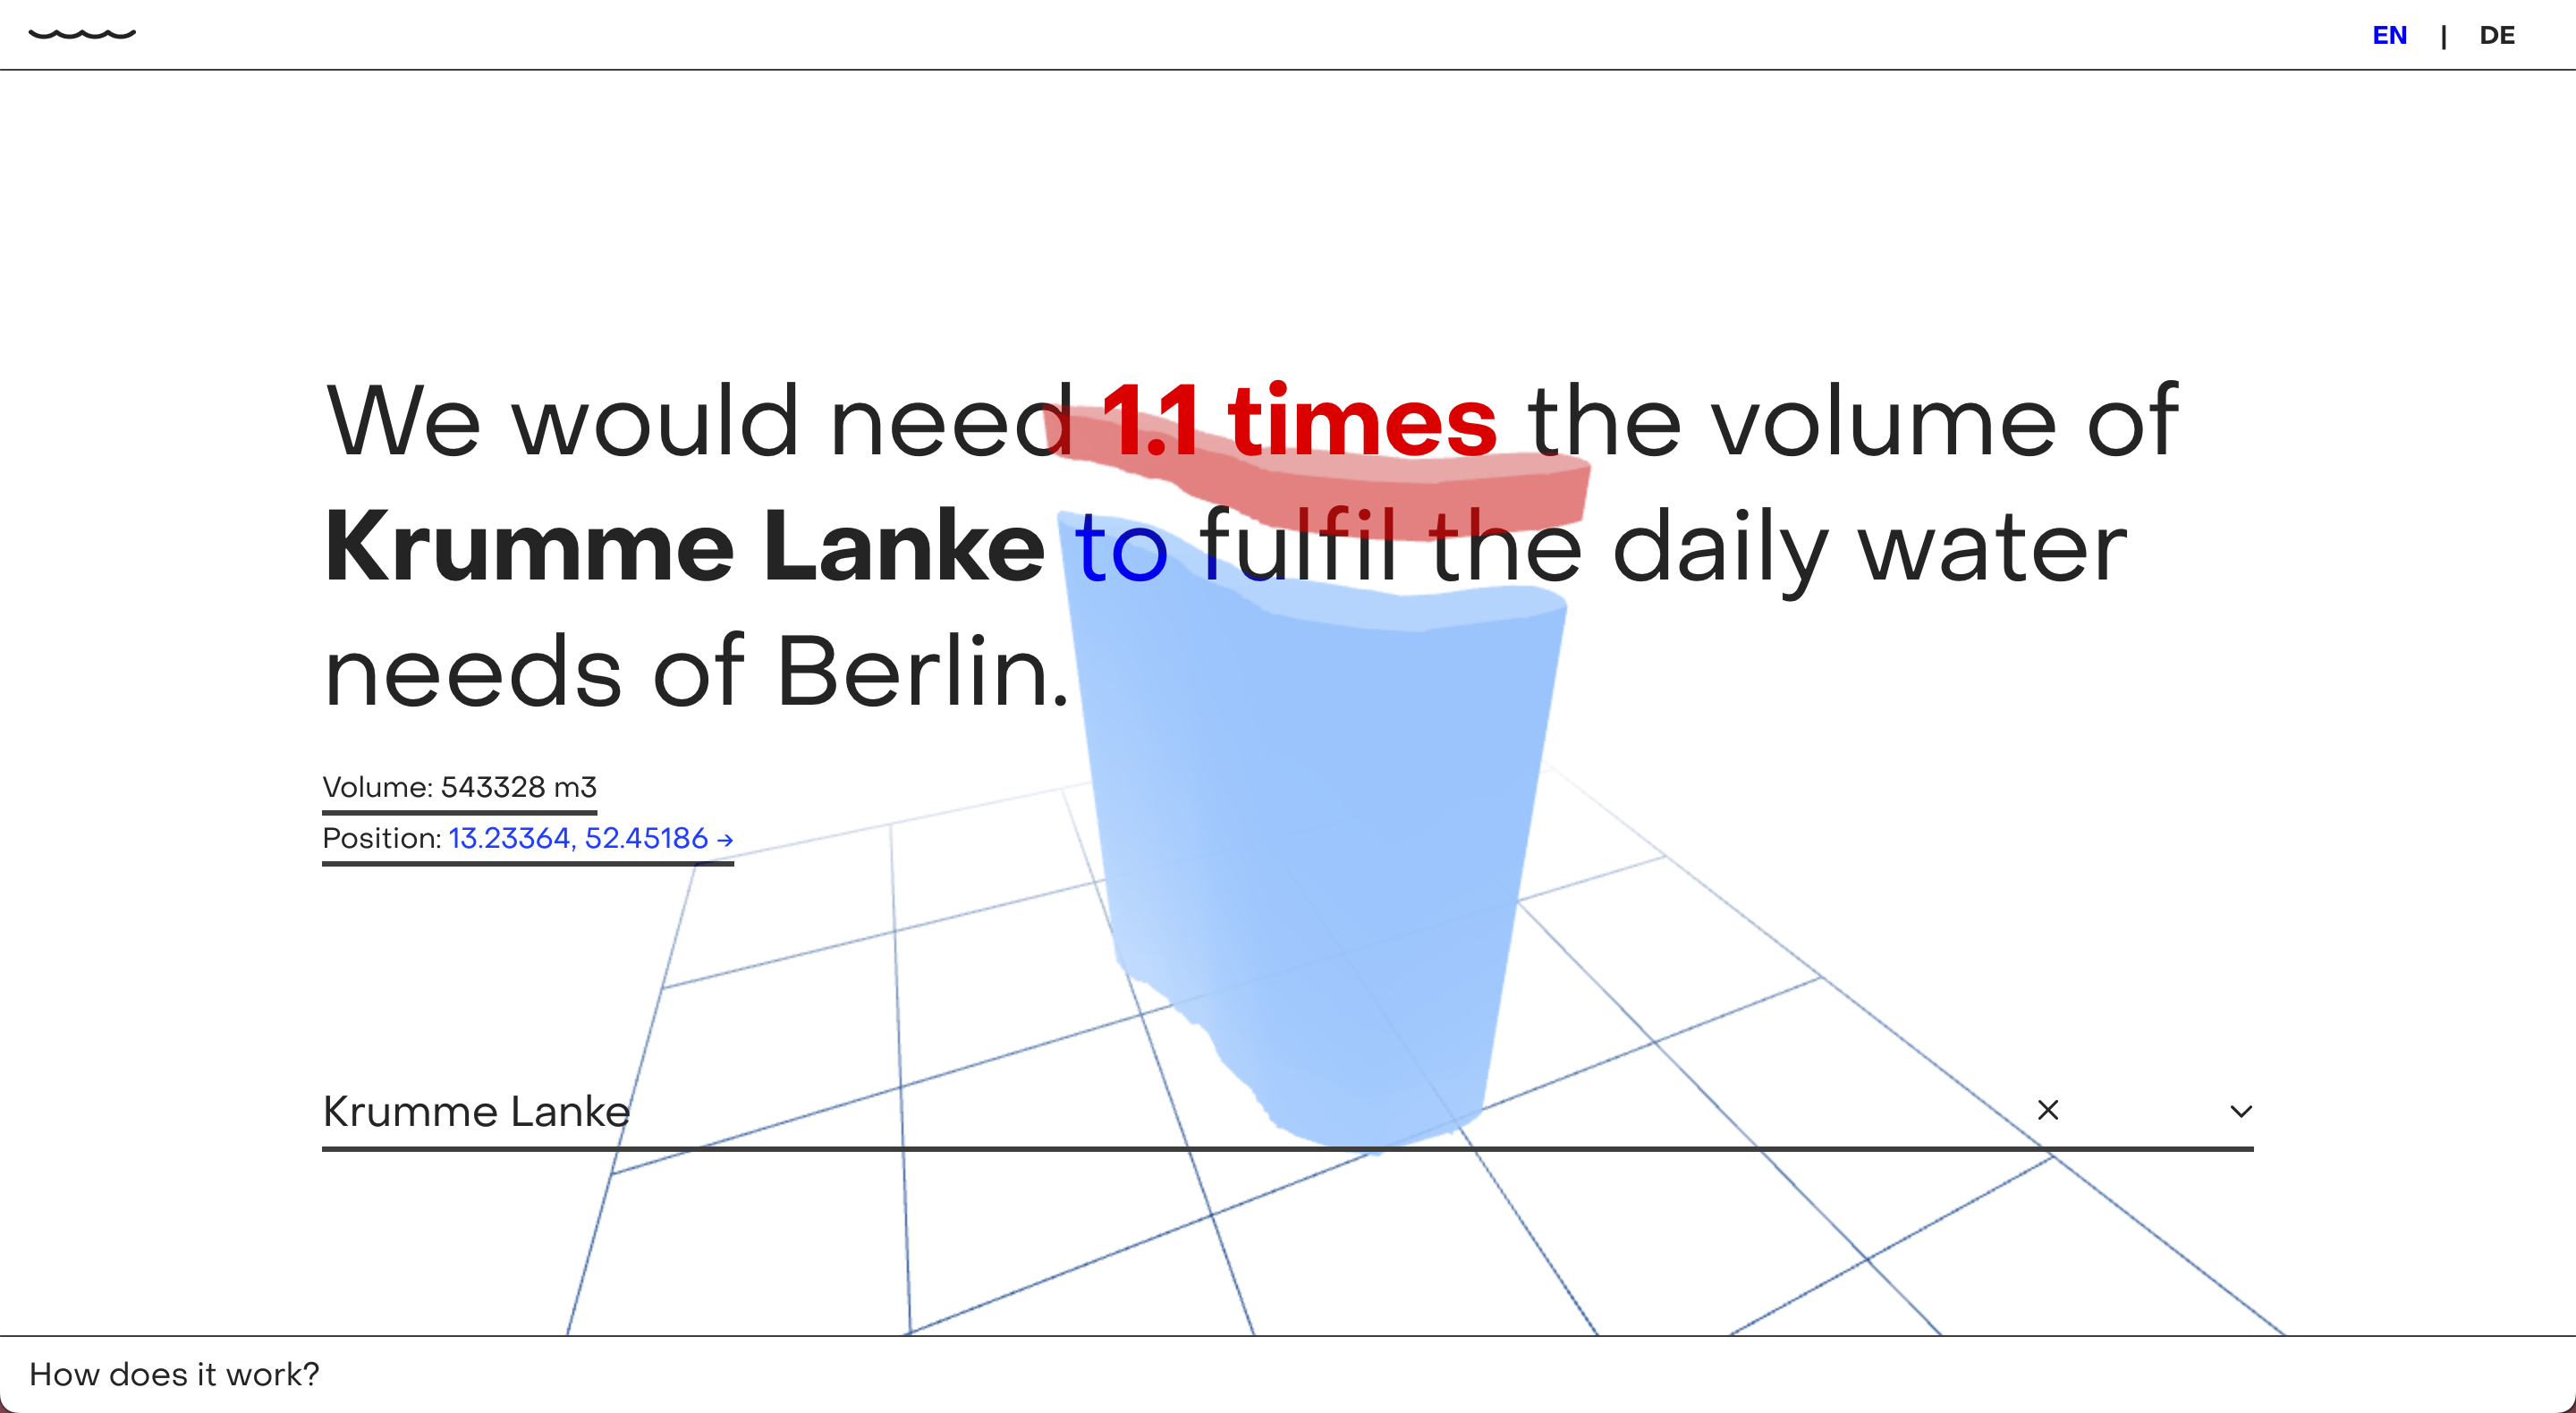 EN | DE
We would need 1.1 times the volume of
Krumme Lanke to fulfil the daily water
needs of Berlin.
Volume: 543328 m3
Position: 13.23364, 52.45186 →
Krumme Lanke
How does it work?